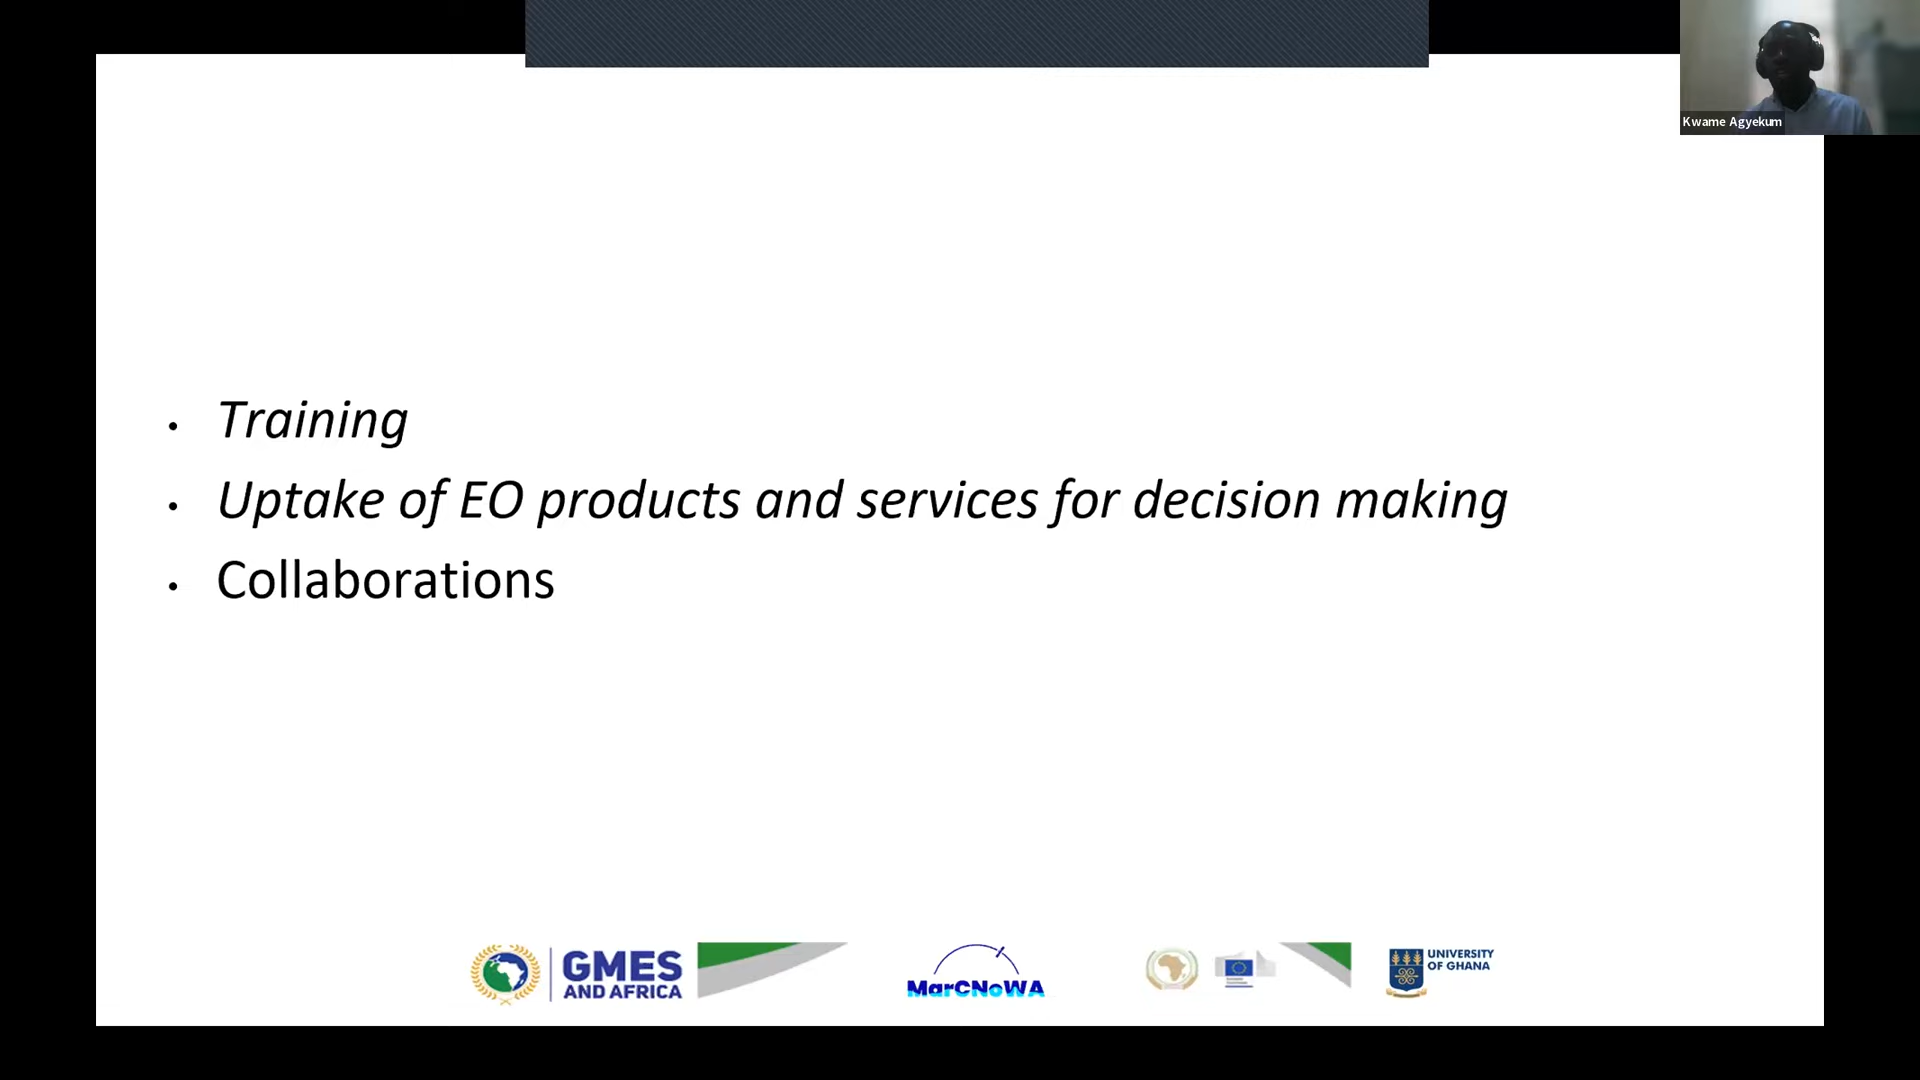 Kwame Agyekum
• Training
• Uptake of EO products and services for decision making
• Collaborations
GMES
AND AFRICA
MarCNoWA
UNIVERSITY
OF GHANA